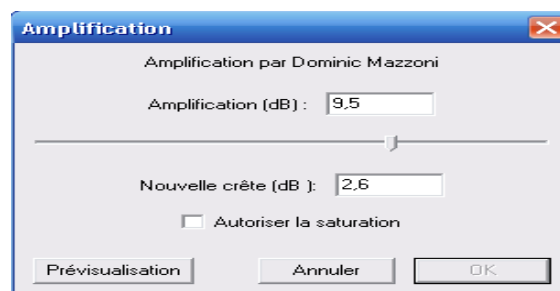 Amplification
Amplification par Dominic Mazzoni
Amplification (dB) : 9,5
Nouvelle crête (dB ): 2,6
Autoriser la saturation
Prévisualisation Annuler OK